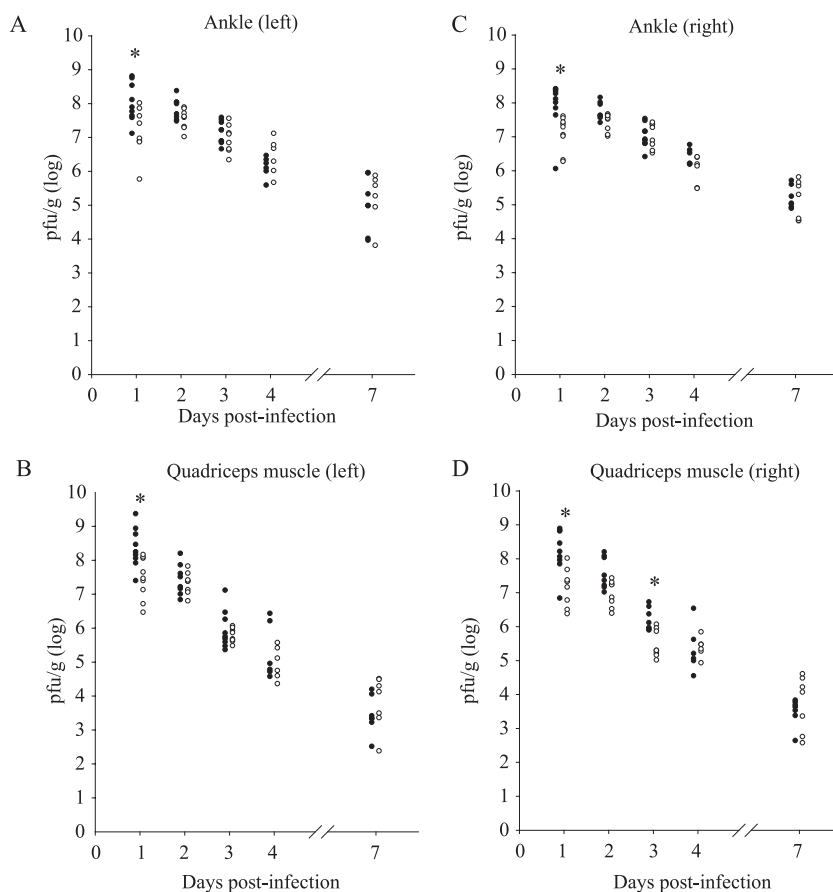 A
Ankle (left)
*
10
9
8
7
6
5
4
3
2
1
0
pfu/g (log)
0 1 2 3 4 7
Days post-infection
C
Ankle (right)
*
10
9
8
7
6
5
4
3
2
1
0
pfu/g (log)
0 1 2 3 4 7
Days post-infection
B
Quadriceps muscle (left)
*
10
9
8
7
6
5
4
3
2
1
0
pfu/g (log)
0 1 2 3 4 7
Days post-infection
D
Quadriceps muscle (right)
*
*
10
9
8
7
6
5
4
3
2
1
0
pfu/g (log)
0 1 2 3 4 7
Days post-infection